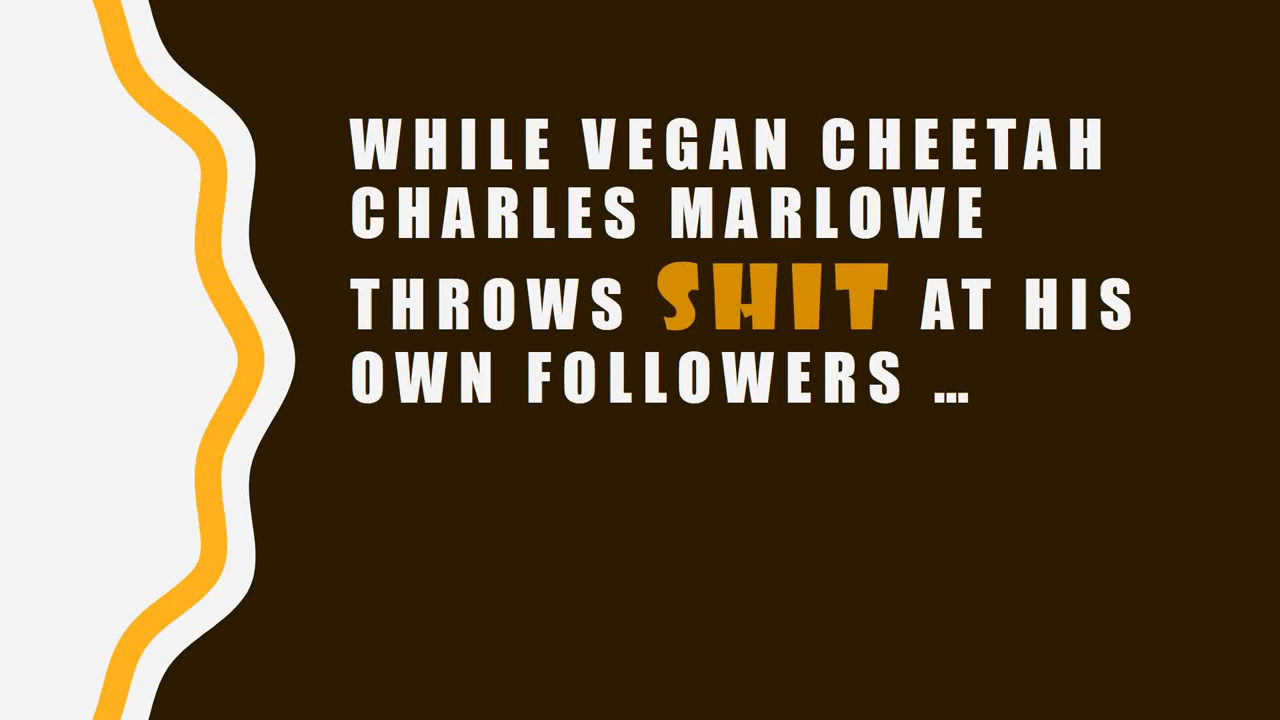 WHILE VEGAN CHEETAH
CHARLES MARLOWE
THROWS SHIT AT HIS
OWN FOLLOWERS …